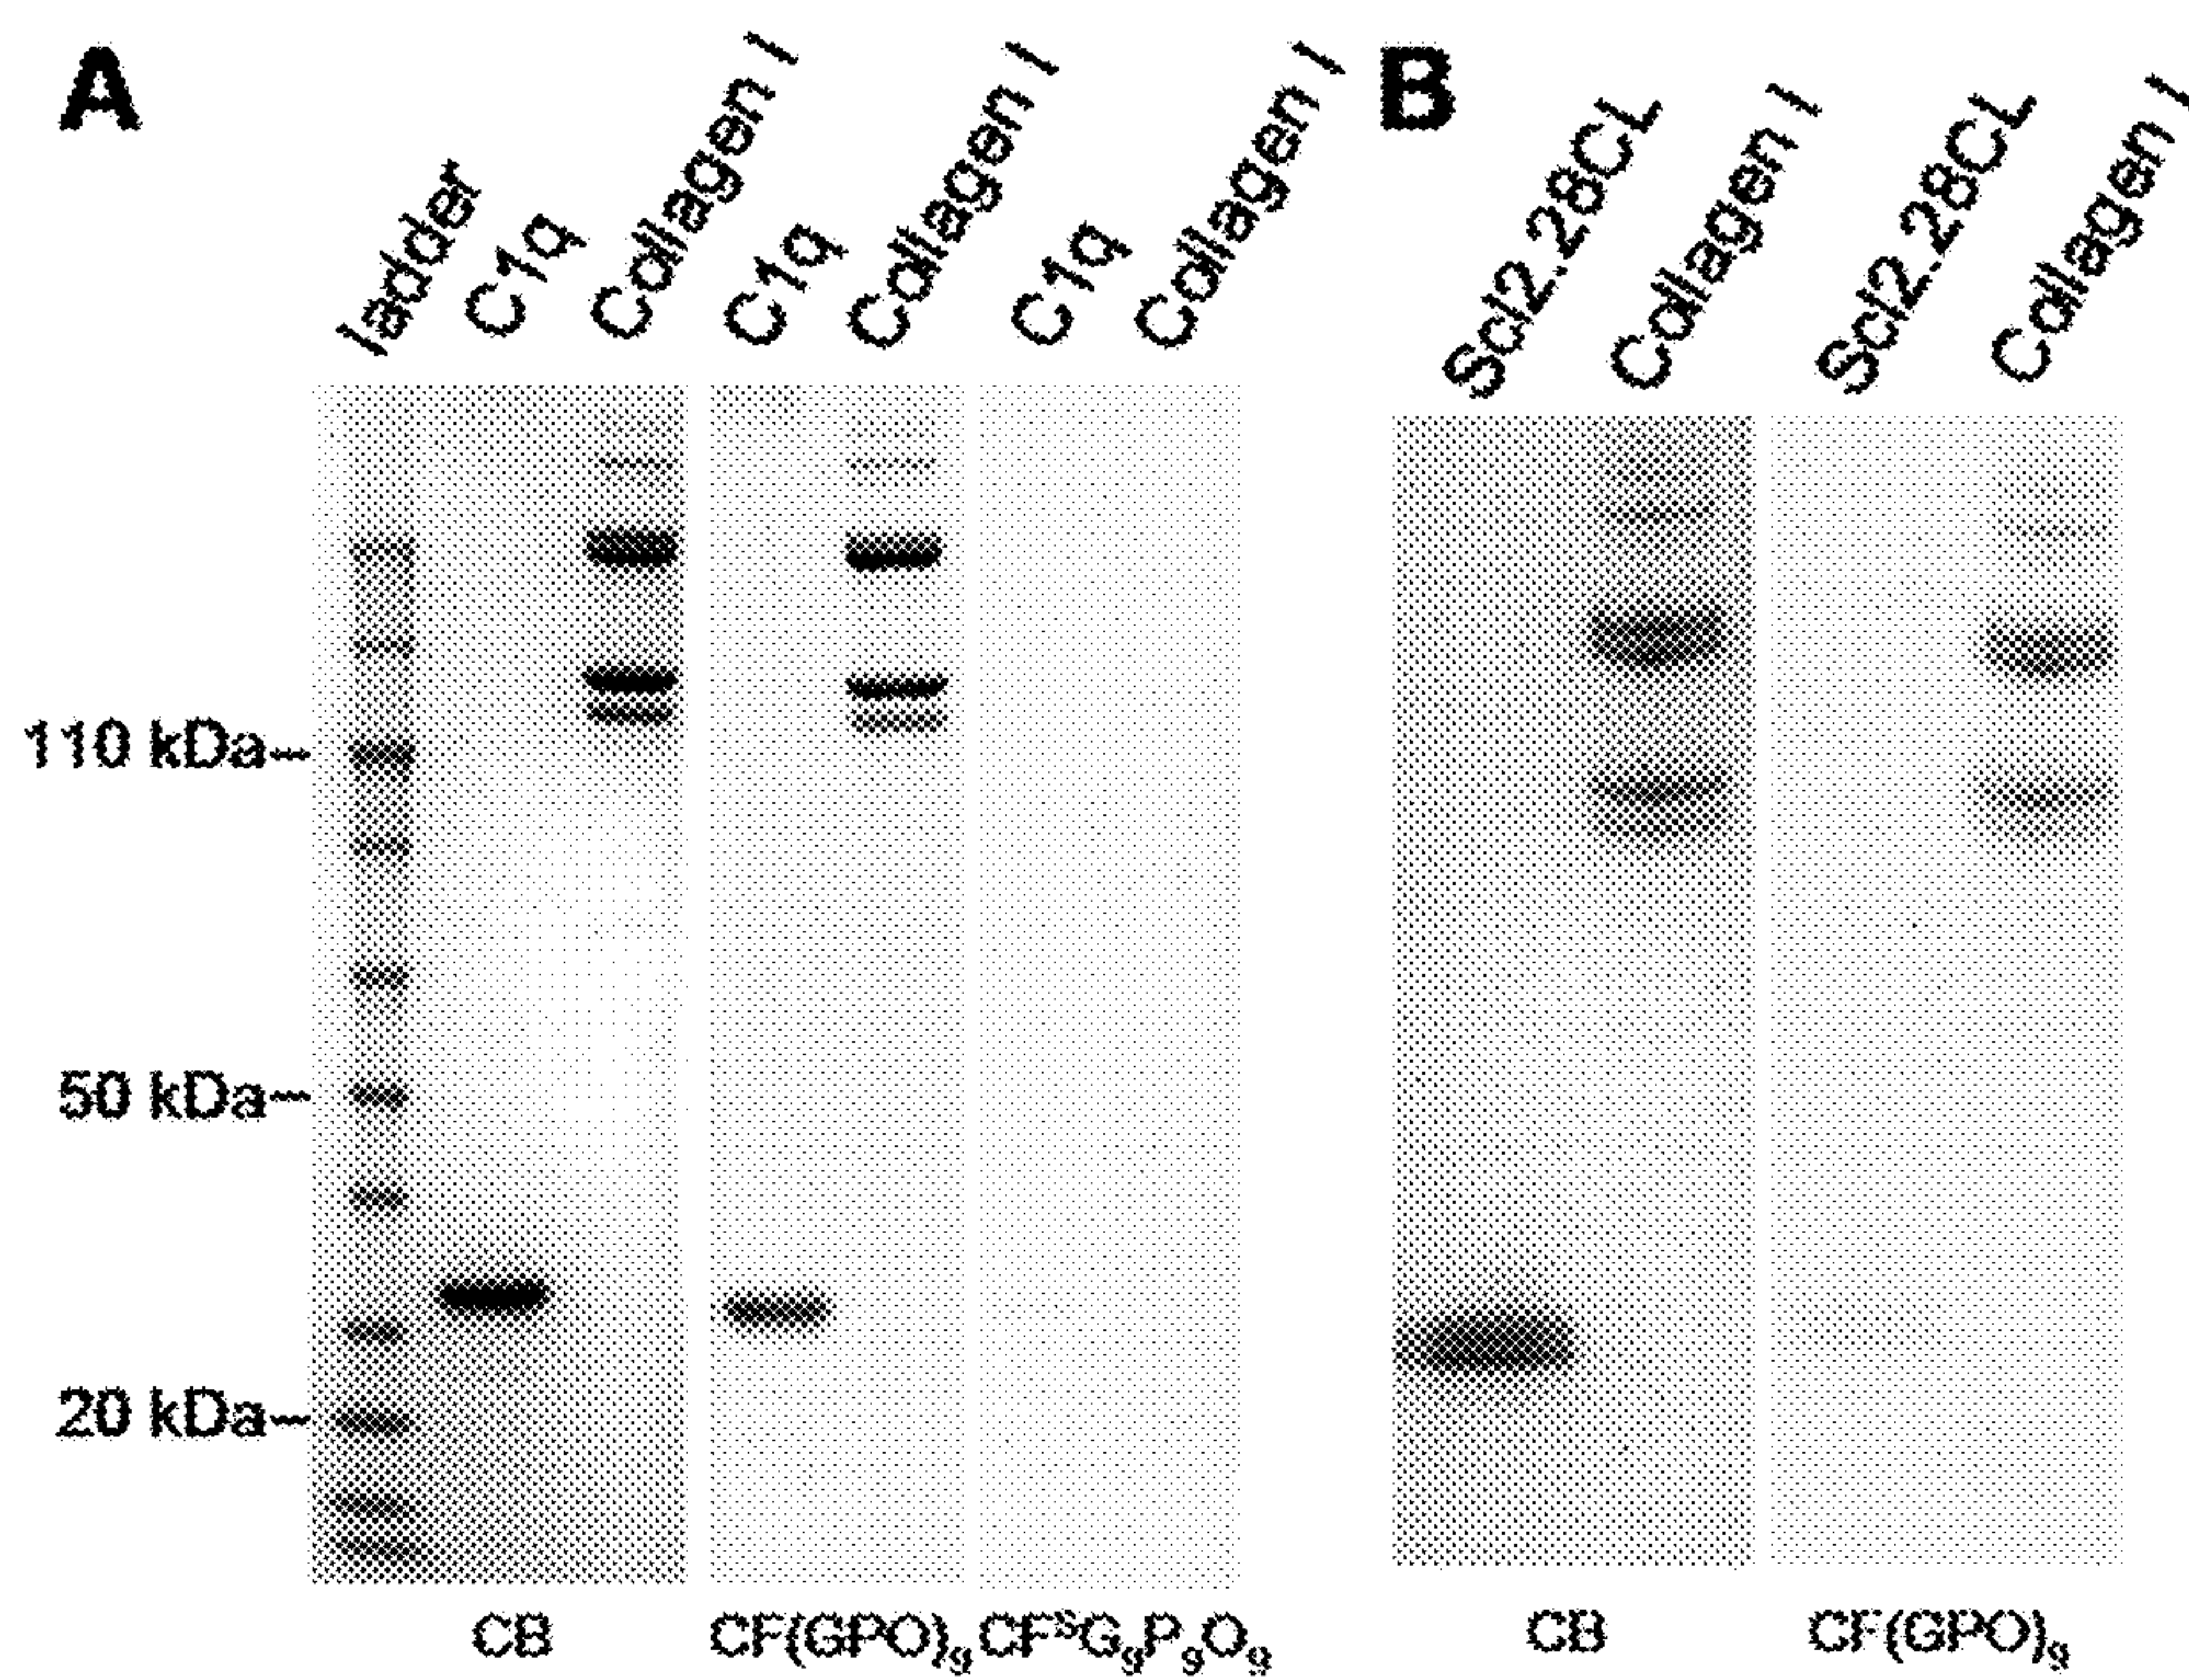 A
B
ladder
C1q
Collagen I
C1q
Collagen I
C1q
Collagen I
Scl2.28CL
Collagen I
Scl2.28CL
Collagen I
110 kDa
50 kDa
20 kDa
CB
CF(GPO)₉
CFˢG₉P₉O₉
CB
CF(GPO)₉